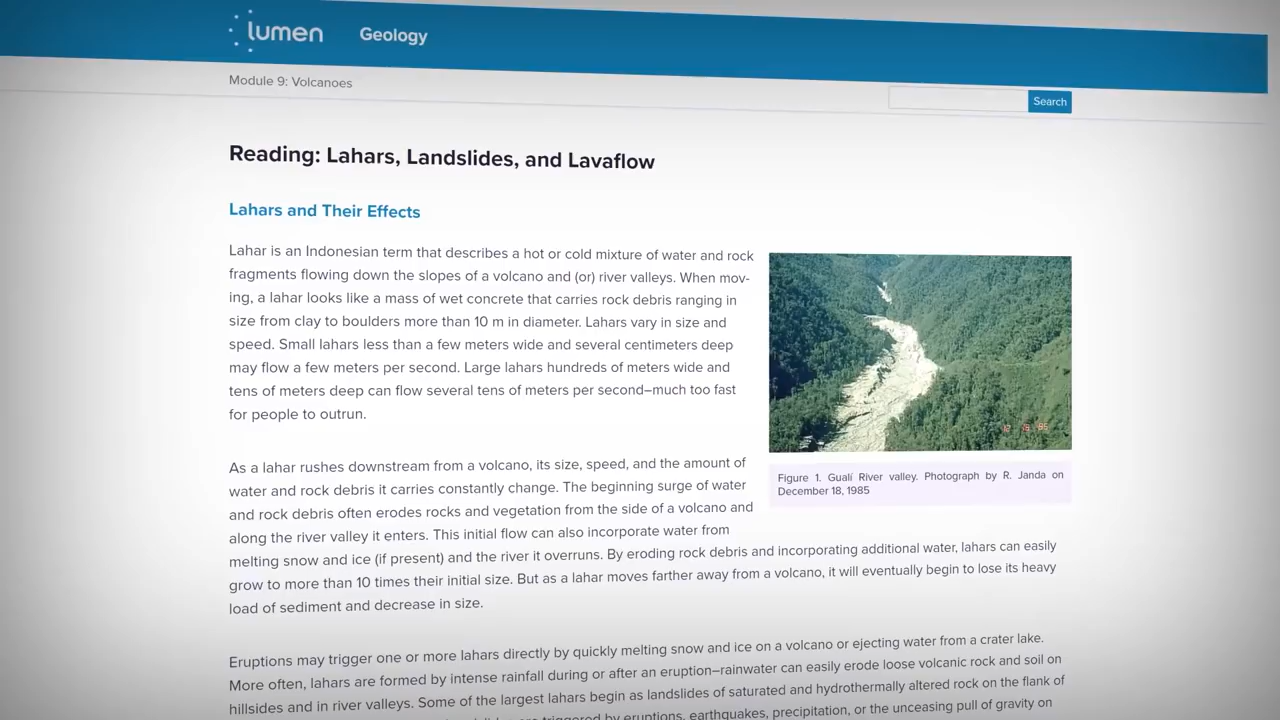 lumen Geology
Module 9: Volcanoes
Search
Reading: Lahars, Landslides, and Lavaflow
Lahars and Their Effects
Lahar is an Indonesian term that describes a hot or cold mixture of water and rock
fragments flowing down the slopes of a volcano and (or) river valleys. When mov-
ing, a lahar looks like a mass of wet concrete that carries rock debris ranging in
size from clay to boulders more than 10 m in diameter. Lahars vary in size and
speed. Small lahars less than a few meters wide and several centimeters deep
may flow a few meters per second. Large lahars hundreds of meters wide and
tens of meters deep can flow several tens of meters per second–much too fast
for people to outrun.
Figure 1. Gualí River valley. Photograph by R. Janda on
December 18, 1985
As a lahar rushes downstream from a volcano, its size, speed, and the amount of
water and rock debris it carries constantly change. The beginning surge of water
and rock debris often erodes rocks and vegetation from the side of a volcano and
along the river valley it enters. This initial flow can also incorporate water from
melting snow and ice (if present) and the river it overruns. By eroding rock debris and incorporating additional water, lahars can easily
grow to more than 10 times their initial size. But as a lahar moves farther away from a volcano, it will eventually begin to lose its heavy
load of sediment and decrease in size.
Eruptions may trigger one or more lahars directly by quickly melting snow and ice on a volcano or ejecting water from a crater lake.
More often, lahars are formed by intense rainfall during or after an eruption–rainwater can easily erode loose volcanic rock and soil on
hillsides and in river valleys. Some of the largest lahars begin as landslides of saturated and hydrothermally altered rock on the flank of
are triggered by eruptions, earthquakes, precipitation, or the unceasing pull of gravity on